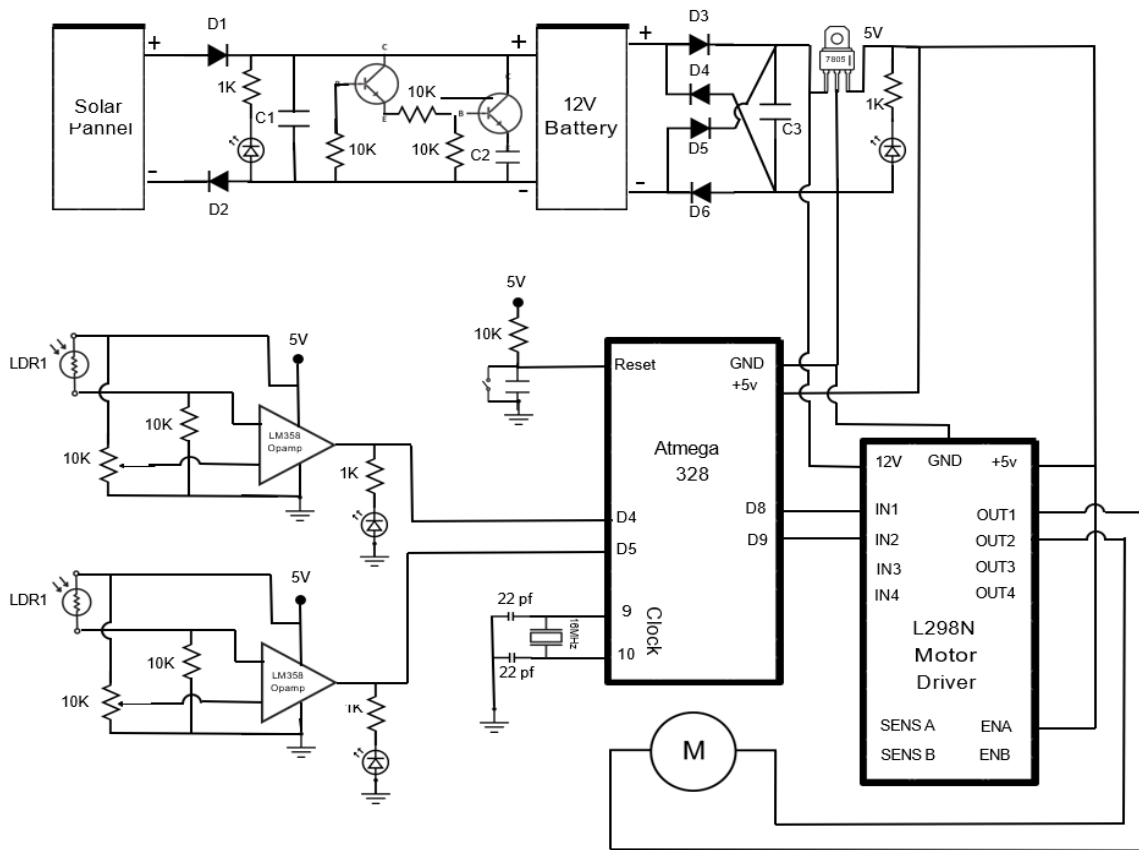 Solar
Pannel
+
-
D1
D2
1K
C1
C
B
E
10K
10K
10K
10K
B
C
E
C2
+
-
12V
Battery
+
-
D3
D4
D5
D6
C3
7805
5V
1K
LDR1
5V
10K
10K
LM358
Opamp
1K
LDR1
5V
10K
10K
LM358
Opamp
1K
5V
10K
Reset
GND
+5v
Atmega
328
D4
D5
D8
D9
9
10
Clock
22 pf
22 pf
16MHz
12V
GND
+5v
IN1
IN2
IN3
IN4
OUT1
OUT2
OUT3
OUT4
L298N
Motor
Driver
SENS A
SENS B
ENA
ENB
M